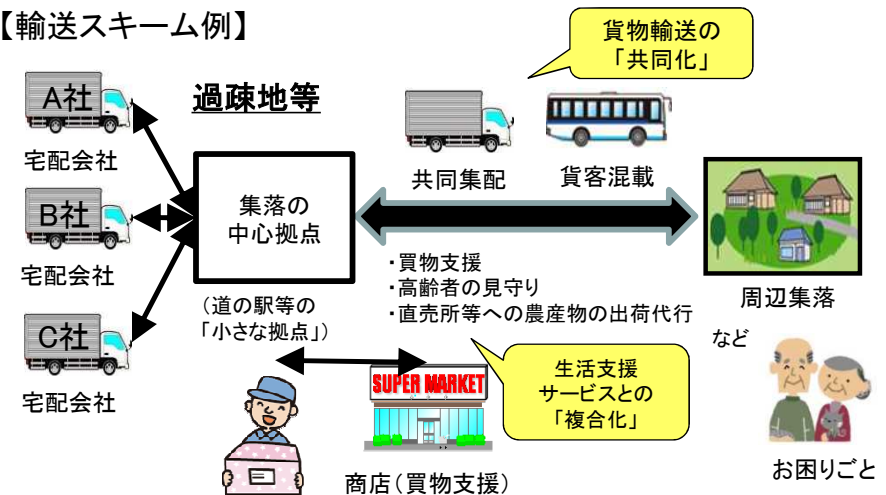 【輸送スキーム例】
貨物輸送の
「共同化」
A社
宅配会社
過疎地等
共同集配
貨客混載
B社
宅配会社
集落の
中心拠点
・買物支援
・高齢者の見守り
・直売所等への農産物の出荷代行
周辺集落
など
(道の駅等の
「小さな拠点」)
C社
宅配会社
SUPER MARKET
生活支援
サービスとの
「複合化」
商店(買物支援)
お困りごと